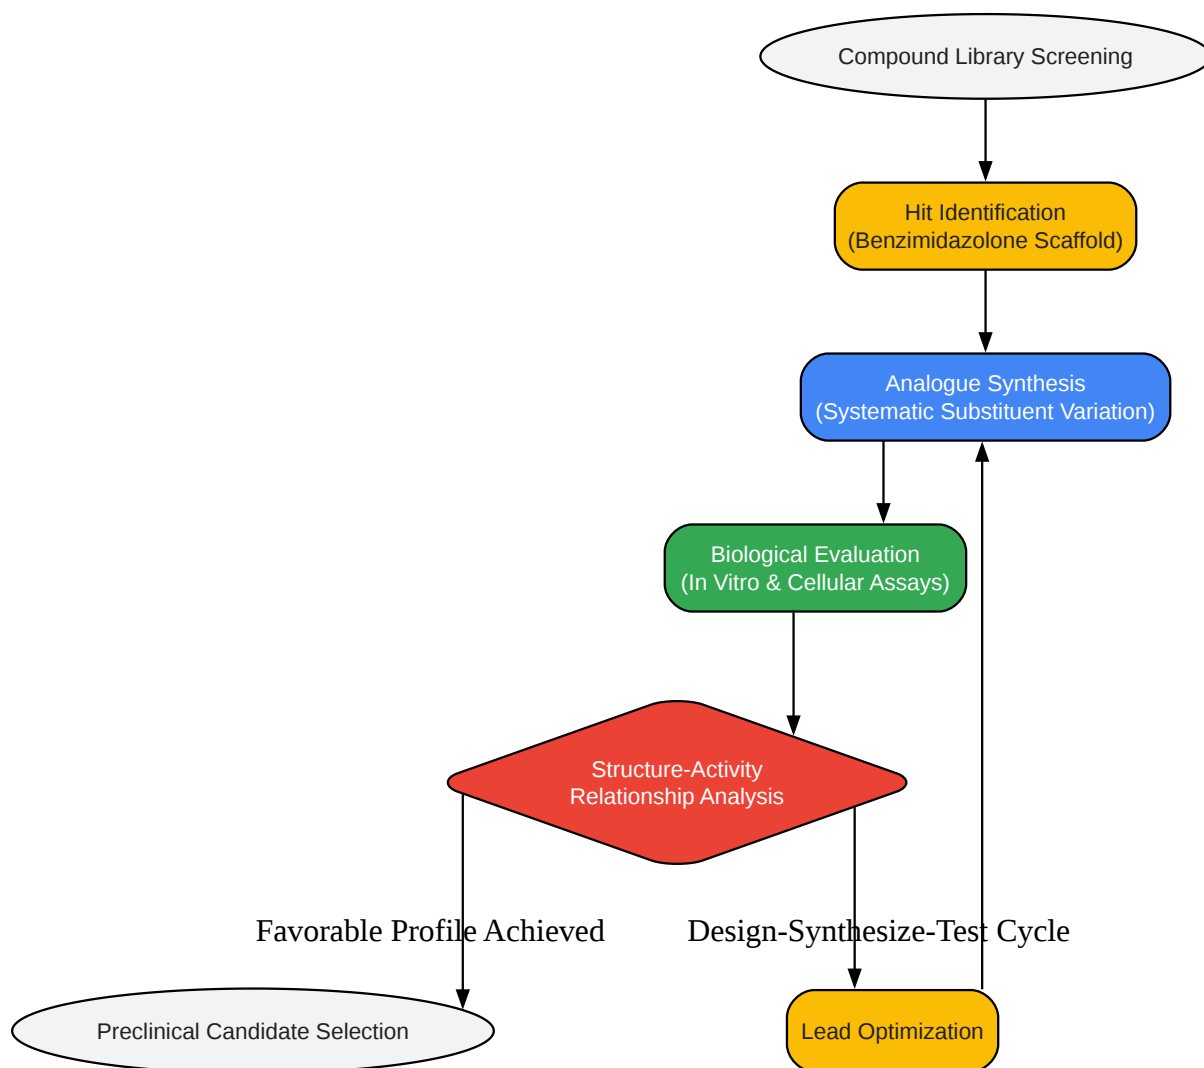 Compound Library Screening
Hit Identification
(Benzimidazolone Scaffold)
Analogue Synthesis
(Systematic Substituent Variation)
Biological Evaluation
(In Vitro & Cellular Assays)
Structure-Activity
Relationship Analysis
Favorable Profile Achieved
Design-Synthesize-Test Cycle
Preclinical Candidate Selection
Lead Optimization